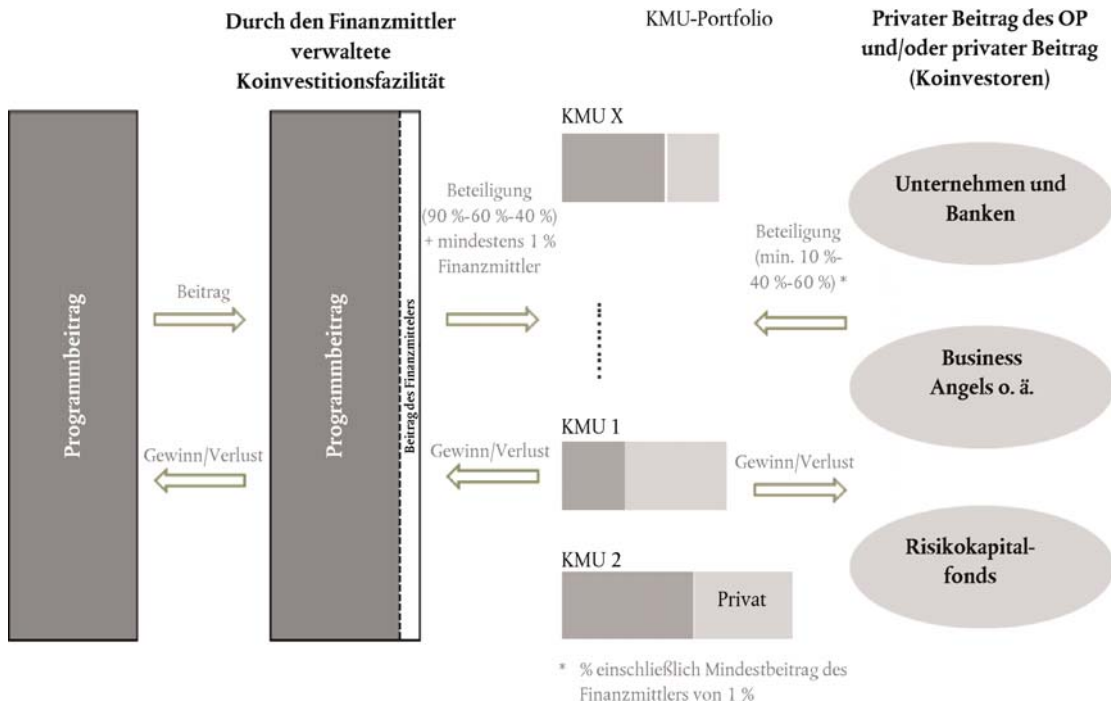 Durch den Finanzmittler
verwaltete
Koinvestitionsfazilität
KMU-Portfolio
Privater Beitrag des OP
und/oder privater Beitrag
(Koinvestoren)
Programmbeitrag
Beitrag
Gewinn/Verlust
Programmbeitrag
Beitrag des Finanzmittelers
Beteiligung
(90 %-60 %-40 %)
+ mindestens 1 %
Finanzmittler
Gewinn/Verlust
KMU X
KMU 1
KMU 2
Privat
Beteiligung
(min. 10 %-
40 %-60 %) *
Gewinn/Verlust
Unternehmen und
Banken
Business
Angels o. ä.
Risikokapital-
fonds
* % einschließlich Mindestbeitrag des
Finanzmittlers von 1 %